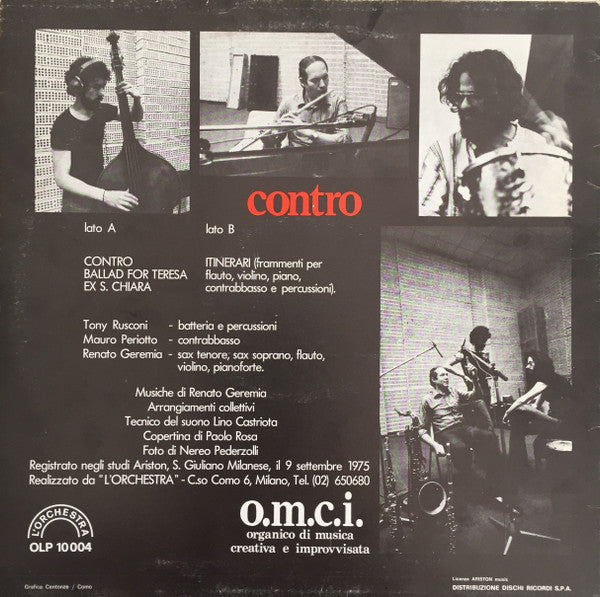 contro
lato A
CONTRO
BALLAD FOR TERESA
EX S. CHIARA
lato B
ITINERARI (frammenti per
flauto, violino, piano,
contrabbasso e percussioni).
Tony Rusconi - batteria e percussioni
Mauro Periotto - contrabbasso
Renato Geremia - sax tenore, sax soprano, flauto,
violino, pianoforte.
Musiche di Renato Geremia
Arrangiamenti collettivi
Tecnico del suono Lino Castriota
Copertina di Paolo Rosa
Foto di Nereo Pederzolli
Registrato negli studi Ariston, S. Giuliano Milanese, il 9 settembre 1975
Realizzato da "L'ORCHESTRA" - C.so Como 6, Milano, Tel. (02) 650680
L'ORCHESTRA
OLP 10004
o.m.c.i.
organico di musica
creativa e improvvisata
Grafica Centonze / Como
Licenza ARISTON music
DISTRIBUZIONE DISCHI RICORDI S.P.A.